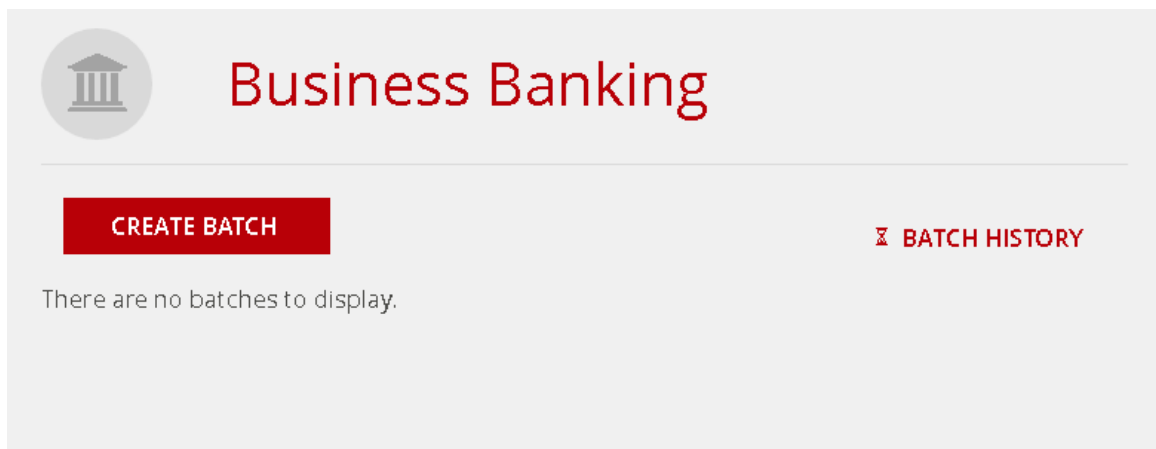 Business Banking
CREATE BATCH
BATCH HISTORY
There are no batches to display.